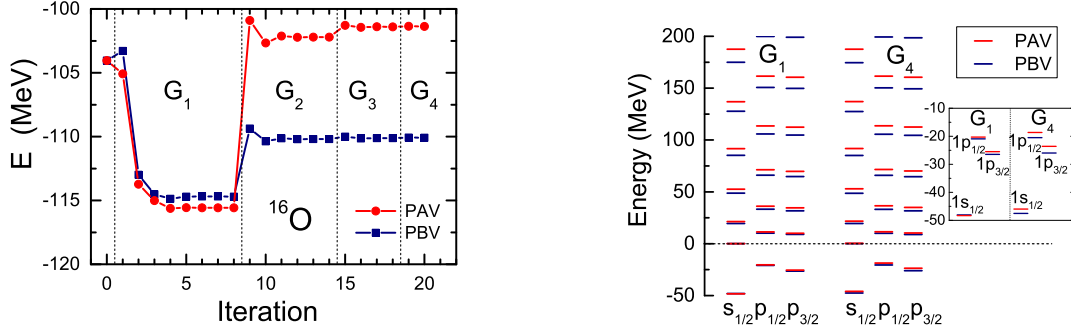 E (MeV)
-100
-105
-110
-115
-120
G1
G2
G3
G4
16O
PAV
PBV
0 5 10 15 20
Iteration
Energy (MeV)
200
150
100
50
0
-50
G1
G4
s1/2 p1/2 p3/2
s1/2 p1/2 p3/2
PAV
PBV
-10
-20
-30
-40
-50
G1
G4
1p1/2
1p3/2
1s1/2
1p1/2
1p3/2
1s1/2